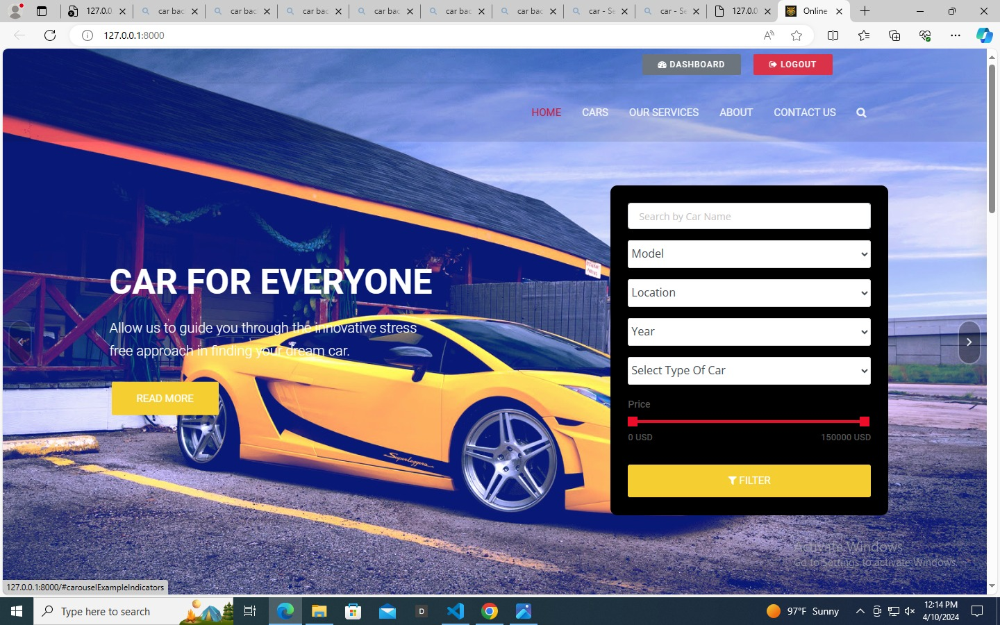 127.0.0
car bac
car bac
car bac
car bac
car bac
car bac
car - Se
car - Se
127.0.0
Online
127.0.0.1:8000
DASHBOARD
LOGOUT
HOME
CARS
OUR SERVICES
ABOUT
CONTACT US
Search by Car Name
Model
Location
Year
Select Type Of Car
Price
0 USD
150000 USD
FILTER
CAR FOR EVERYONE
Allow us to guide you through the innovative stress
free approach in finding your dream car.
READ MORE
Superleggera
Activate Windows
Go to Settings to activate Windows.
127.0.0.1:8000/#carouselExampleIndicators
Type here to search
D
97°F Sunny
12:14 PM
4/10/2024